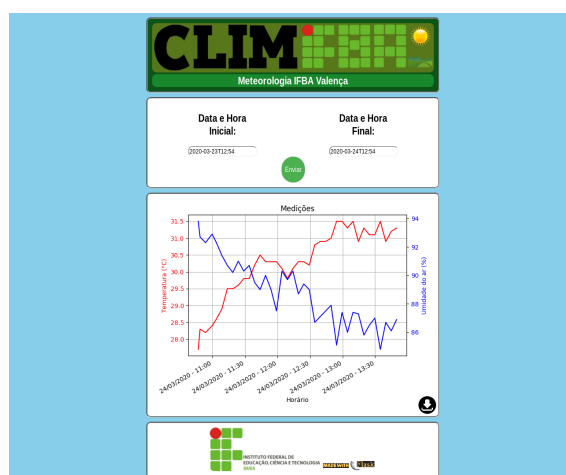 CLIM
Meteorologia IFBA Valença
Data e Hora
Inicial:
Data e Hora
Final:
2020-03-23T12:54
2020-03-24T12:54
Enviar
Medições
31.5
31.0
30.5
30.0
29.5
29.0
28.5
28.0
Temperatura (°C)
94
92
90
88
86
Umidade do ar (%)
24/03/2020 - 11:00
24/03/2020 - 11:30
24/03/2020 - 12:00
24/03/2020 - 12:30
24/03/2020 - 13:00
24/03/2020 - 13:30
Horário
INSTITUTO FEDERAL DE
EDUCAÇÃO, CIÊNCIA E TECNOLOGIA
BAHIA
MADE WITH Flask